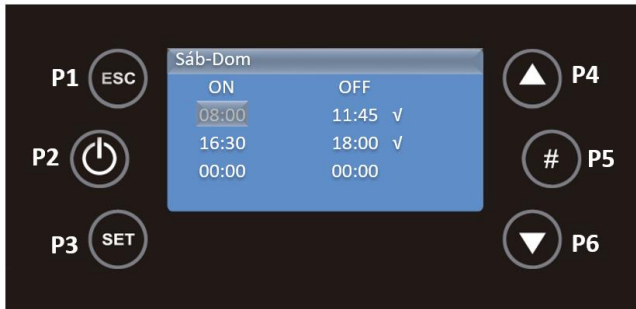 Sáb-Dom
P1 ESC ON OFF P4
08:00 11:45 √
P2 16:30 18:00 √ # P5
00:00 00:00
P3 SET P6